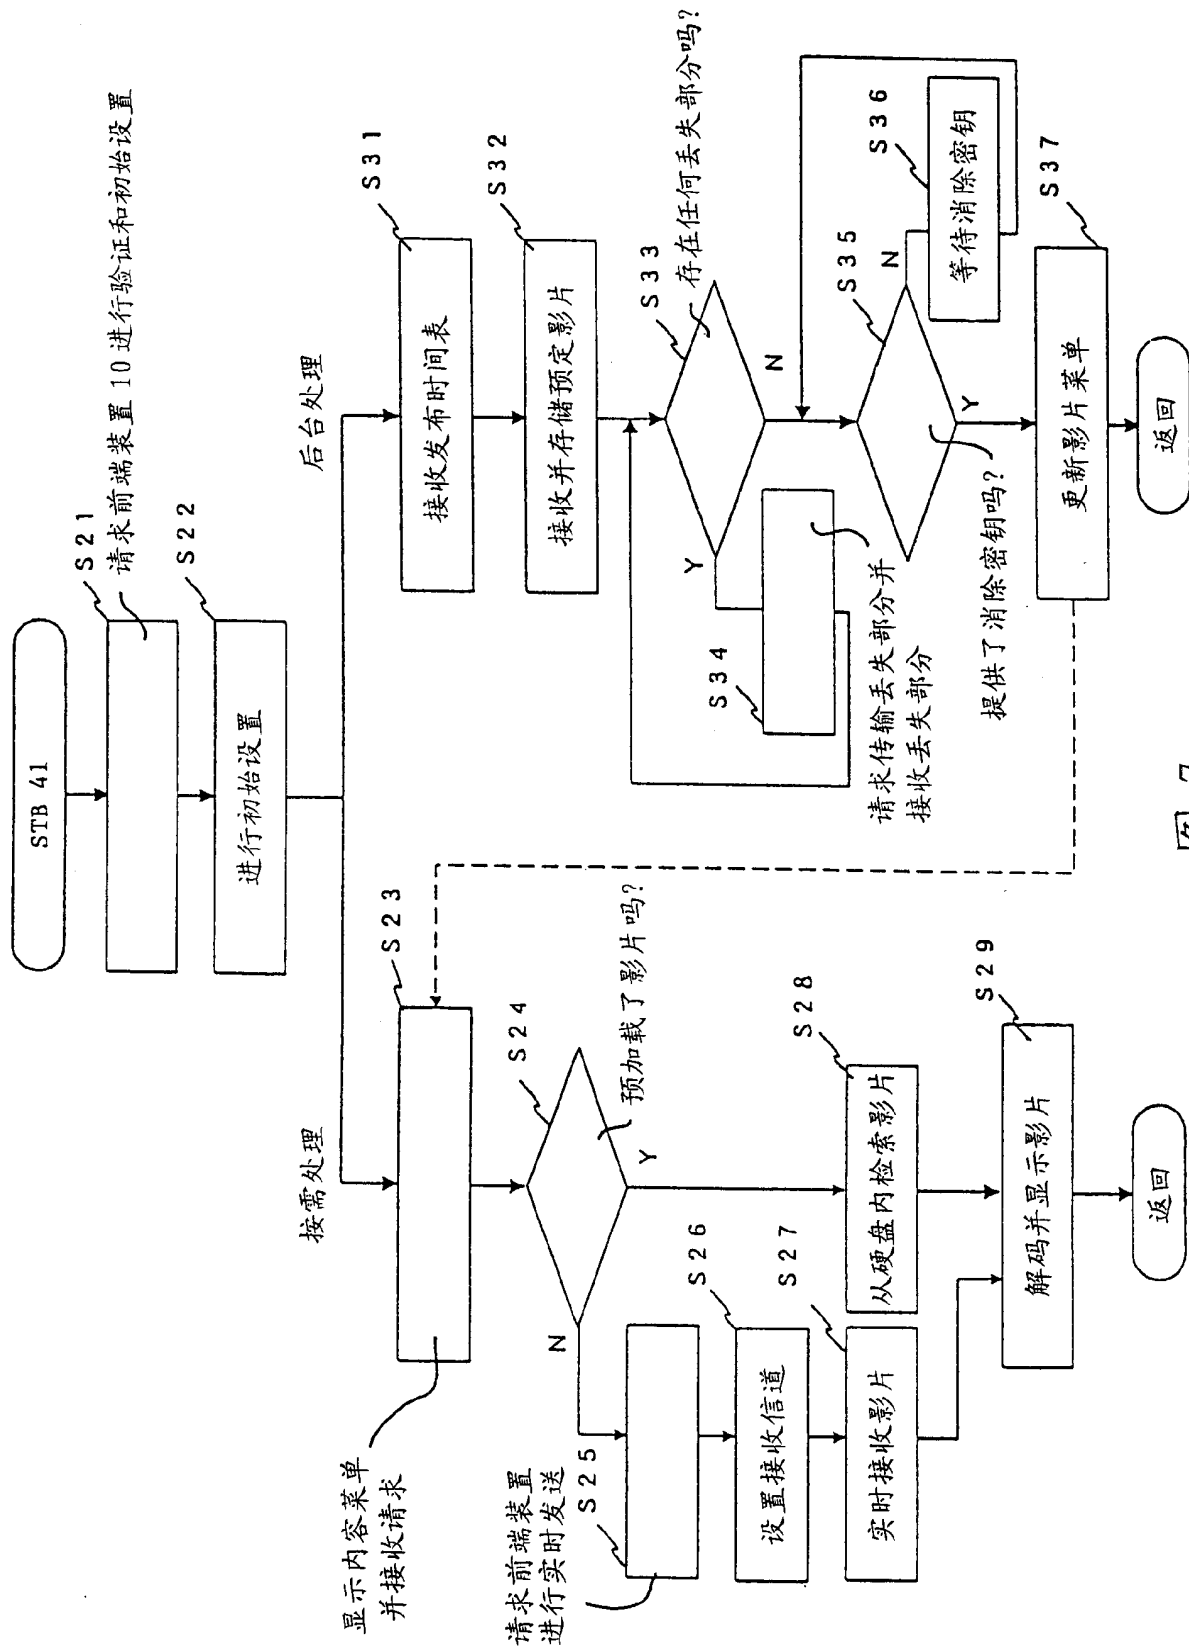 STB 41
S21
请求前端装置10进行验证和初始设置
S22
进行初始设置
按需处理
后台处理
S23
显示内容菜单
并接收请求
S24
预加载了影片吗?
N
Y
S25
请求前端装置
进行实时发送
S26
设置接收信道
S27
实时接收影片
S28
从硬盘内检索影片
S29
解码并显示影片
返回
S31
接收发布时间表
S32
接收并存储预定影片
S33
存在任何丢失部分吗?
Y
N
S34
请求传输丢失部分并
接收丢失部分
S35
提供了消除密钥吗?
N
Y
S36
等待消除密钥
S37
更新影片菜单
返回
图 7